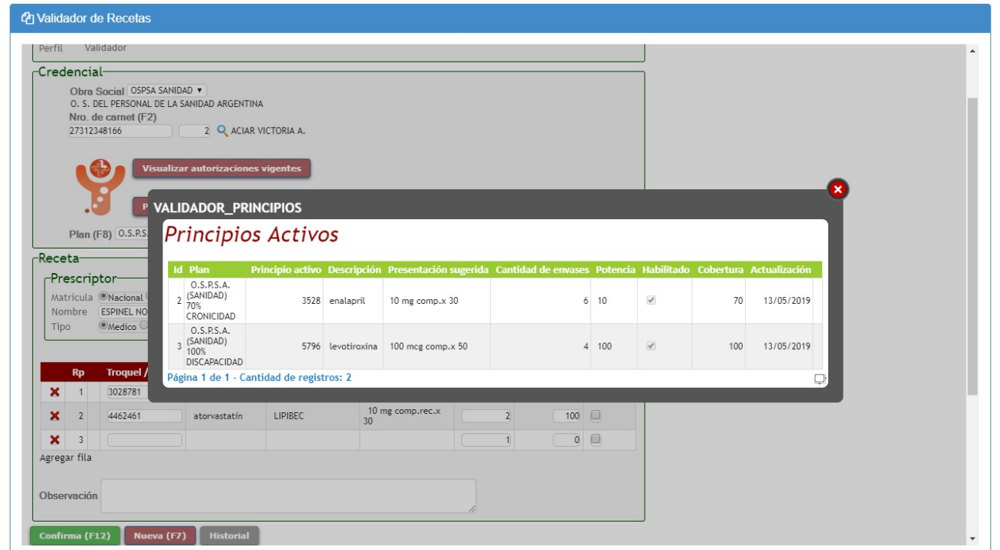 Validador de Recetas
Perfil Validador
Credencial
Obra Social OSPSA SANIDAD
O. S. DEL PERSONAL DE LA SANIDAD ARGENTINA
Nro. de carnet (F2)
27312348166 2 ACIAR VICTORIA A.
Visualizar autorizaciones vigentes
P
Plan (F8) O.S.P.S.
VALIDADOR_PRINCIPIOS
Principios Activos
Id Plan Principio activo Descripción Presentación sugerida Cantidad de envases Potencia Habilitado Cobertura Actualización
O.S.P.S.A.
2 (SANIDAD) 3528 enalapril 10 mg comp.x 30 6 10 70 13/05/2019
70%
CRONICIDAD
O.S.P.S.A.
3 (SANIDAD) 5796 levotiroxina 100 mcg comp.x 50 4 100 100 13/05/2019
100%
DISCAPACIDAD
Página 1 de 1 - Cantidad de registros: 2
Receta
Prescriptor
Matricula Nacional
Nombre ESPINEL NO
Tipo Medico
Rp Troquel /
1 3028781
2 4462461 atorvastatín LIPIBEC 10 mg comp.rec.x 2 100
30
3 1 0
Agregar fila
Observación
Confirma (F12) Nueva (F7) Historial